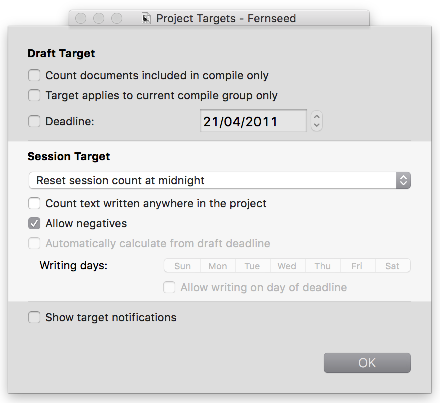 Project Targets - Fernseed
Draft Target
Count documents included in compile only
Target applies to current compile group only
Deadline: 21/04/2011
Session Target
Reset session count at midnight
Count text written anywhere in the project
Allow negatives
Automatically calculate from draft deadline
Writing days: Sun Mon Tue Wed Thu Fri Sat
Allow writing on day of deadline
Show target notifications
OK